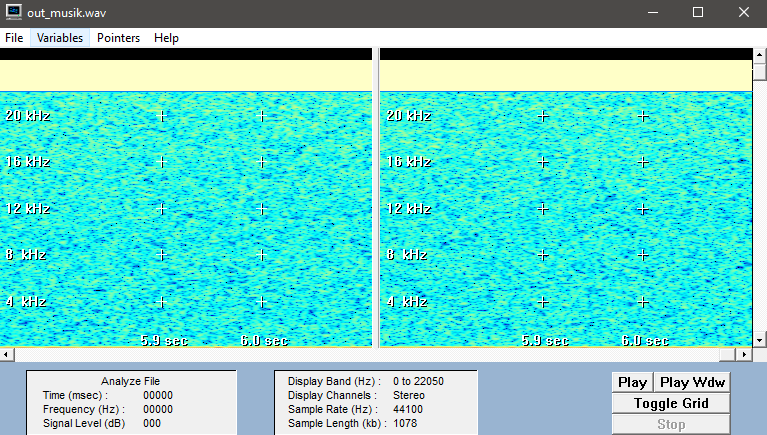 out_musik.wav
File Variables Pointers Help
20 kHz 20 kHz
16 kHz 16 kHz
12 kHz 12 kHz
8 kHz 8 kHz
4 kHz 4 kHz
5.9 sec 6.0 sec 5.9 sec 6.0 sec
Analyze File
Time (msec) : 00000
Frequency (Hz) : 00000
Signal Level (dB) 000
Display Band (Hz) : 0 to 22050
Display Channels : Stereo
Sample Rate (Hz) : 44100
Sample Length (kb) : 1078
Play Play Wdw
Toggle Grid
Stop